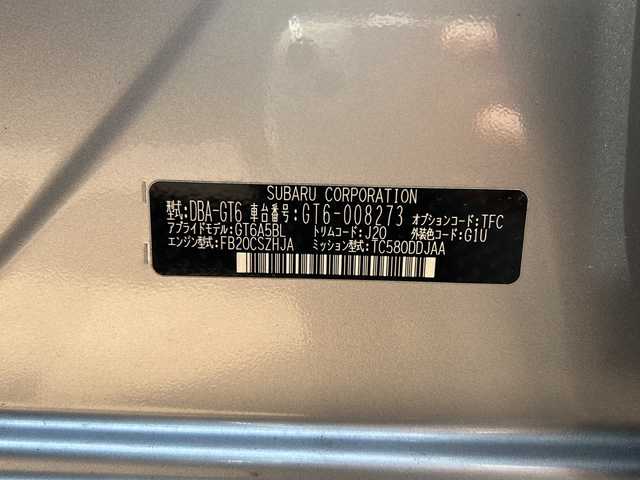 SUBARU CORPORATION
型式:DBA-GT6 車台番号:GT6-008273 オプションコード:TFC
アプライドモデル:GT6A5BL トリムコード:J20 外装色コード:G1U
エンジン型式:FB20CSZHJA ミッション型式:TC580DDJAA